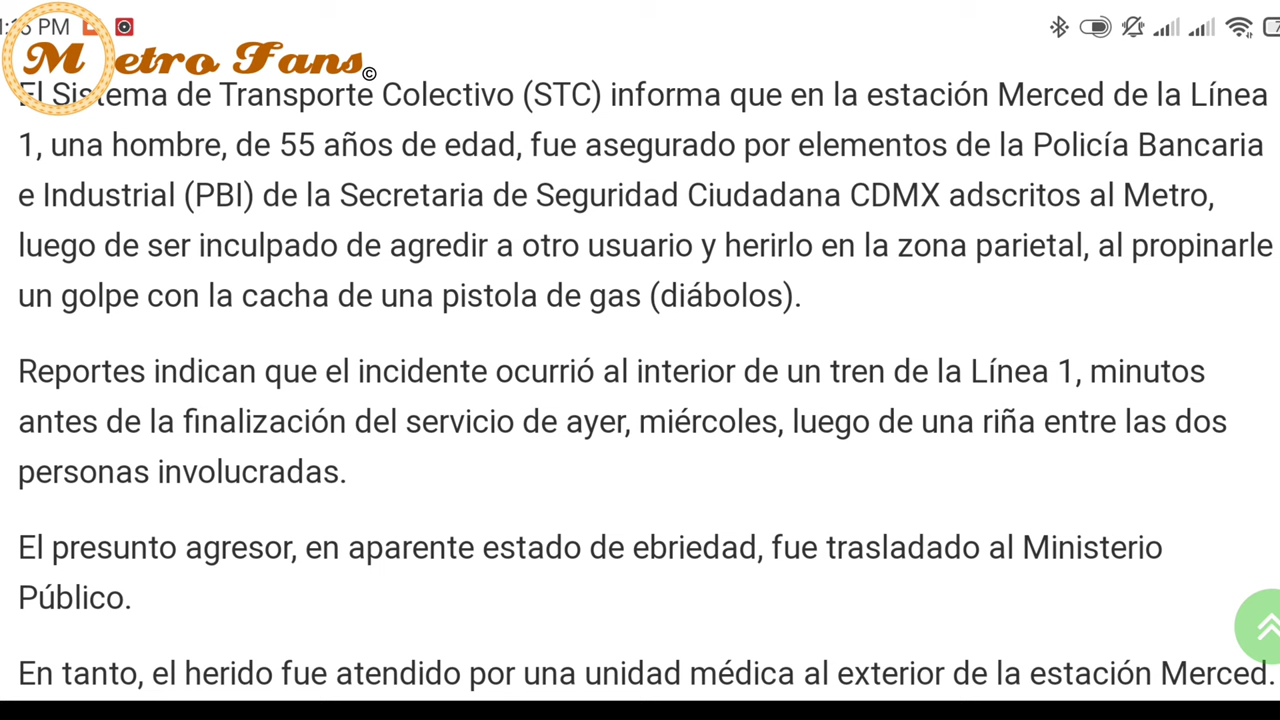 :13 PM
Metro Fans ©
El Sistema de Transporte Colectivo (STC) informa que en la estación Merced de la Línea
1, una hombre, de 55 años de edad, fue asegurado por elementos de la Policía Bancaria
e Industrial (PBI) de la Secretaria de Seguridad Ciudadana CDMX adscritos al Metro,
luego de ser inculpado de agredir a otro usuario y herirlo en la zona parietal, al propinarle
un golpe con la cacha de una pistola de gas (diábolos).
Reportes indican que el incidente ocurrió al interior de un tren de la Línea 1, minutos
antes de la finalización del servicio de ayer, miércoles, luego de una riña entre las dos
personas involucradas.
El presunto agresor, en aparente estado de ebriedad, fue trasladado al Ministerio
Público.
En tanto, el herido fue atendido por una unidad médica al exterior de la estación Merced.